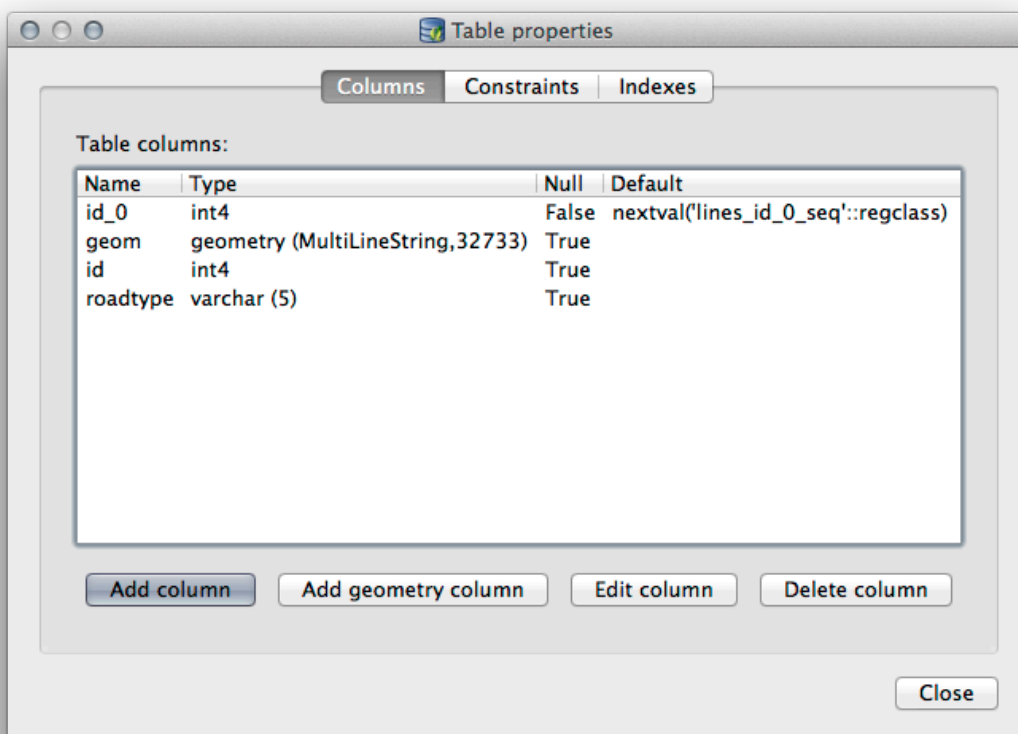 Table properties
Columns Constraints Indexes
Table columns:
Name Type Null Default
id_0 int4 False nextval('lines_id_0_seq'::regclass)
geom geometry (MultiLineString,32733) True
id int4 True
roadtype varchar (5) True
Add column Add geometry column Edit column Delete column
Close